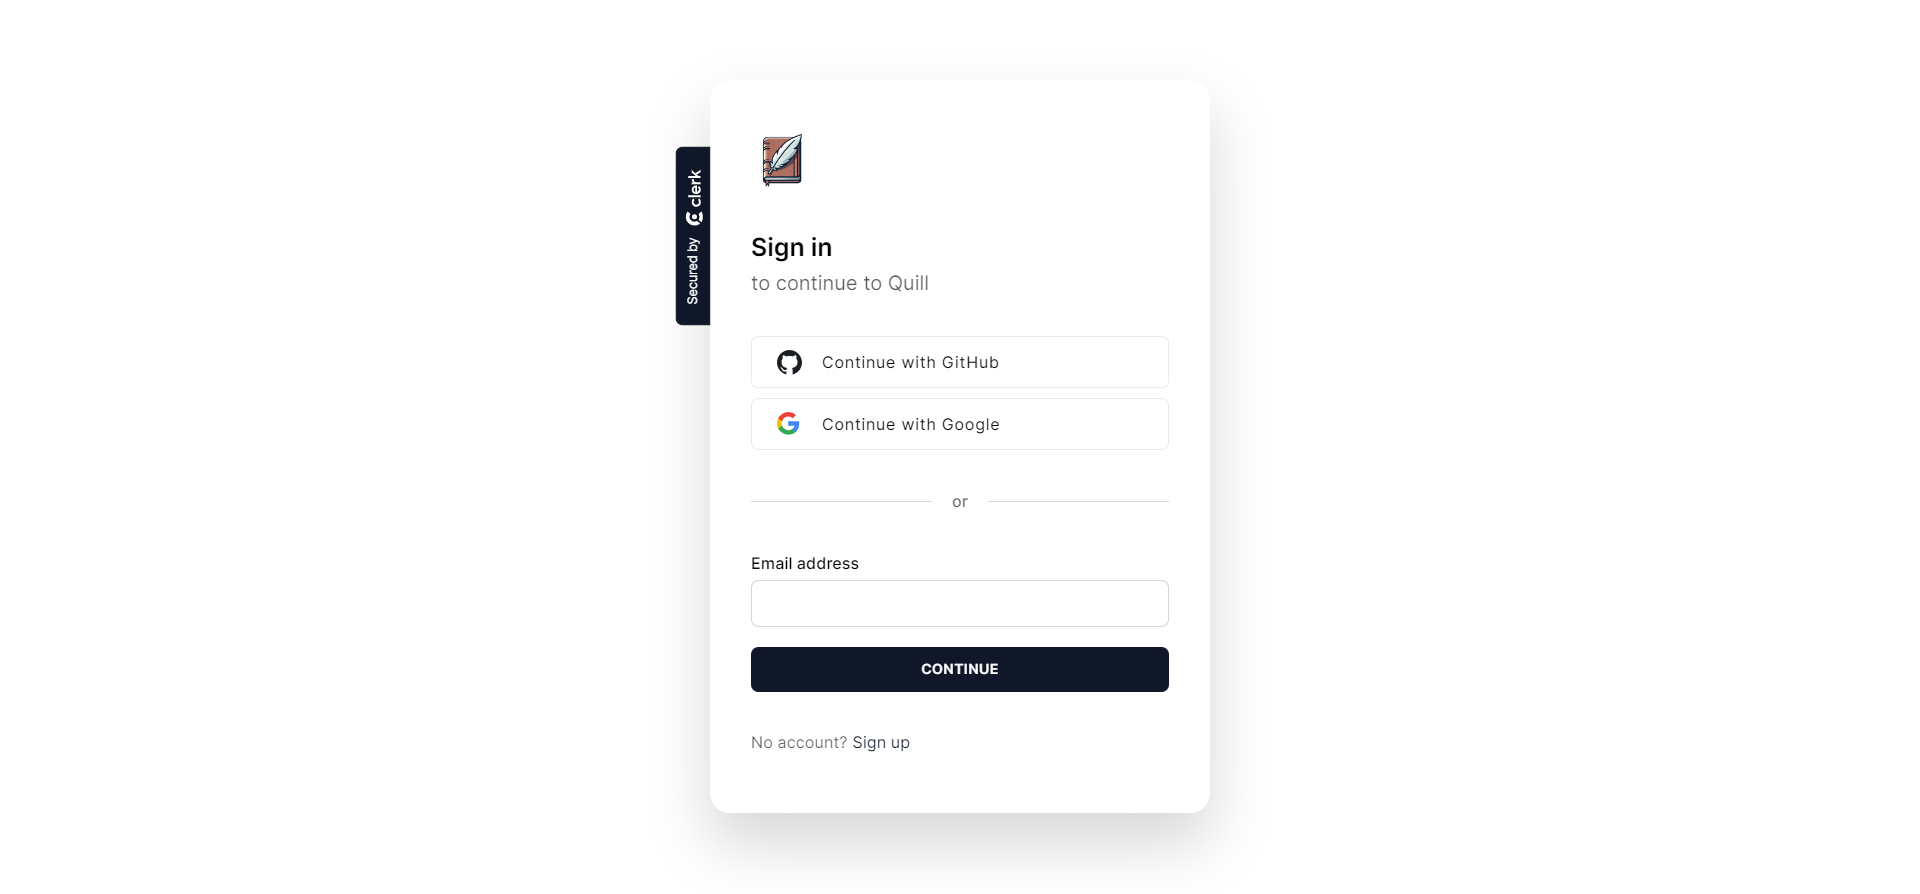 Secured by clerk
Sign in
to continue to Quill
Continue with GitHub
Continue with Google
or
Email address
CONTINUE
No account? Sign up